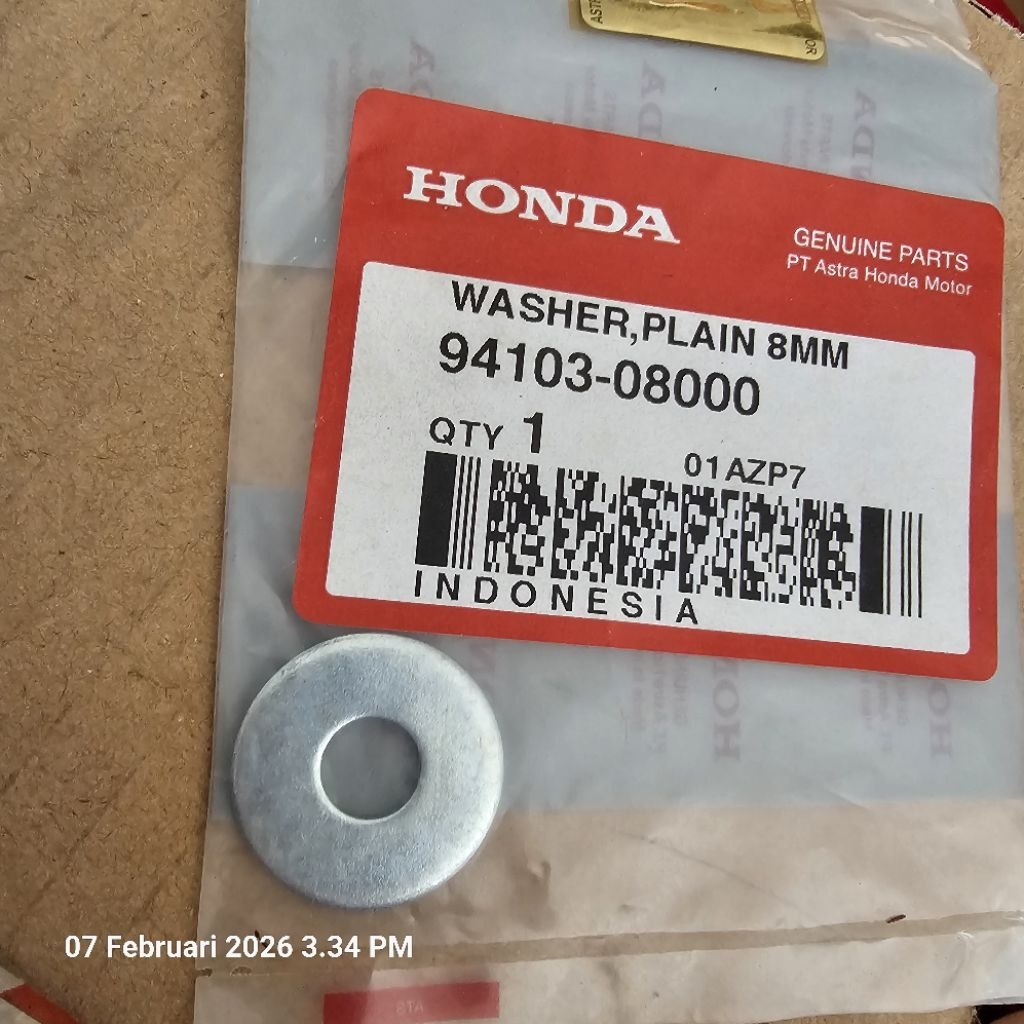 HONDA
GENUINE PARTS
PT Astra Honda Motor
WASHER,PLAIN 8MM
94103-08000
QTY 1
01AZP7
INDONESIA
07 Februari 2026 3.34 PM